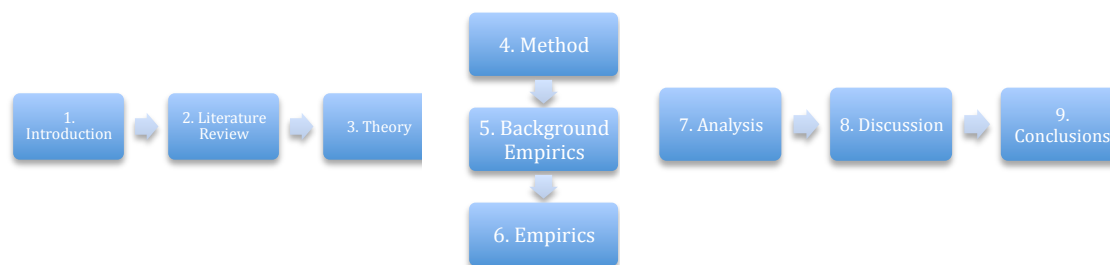 1.
Introduction
2. Literature
Review
3. Theory
4. Method
5. Background
Empirics
6. Empirics
7. Analysis
8. Discussion
9.
Conclusions